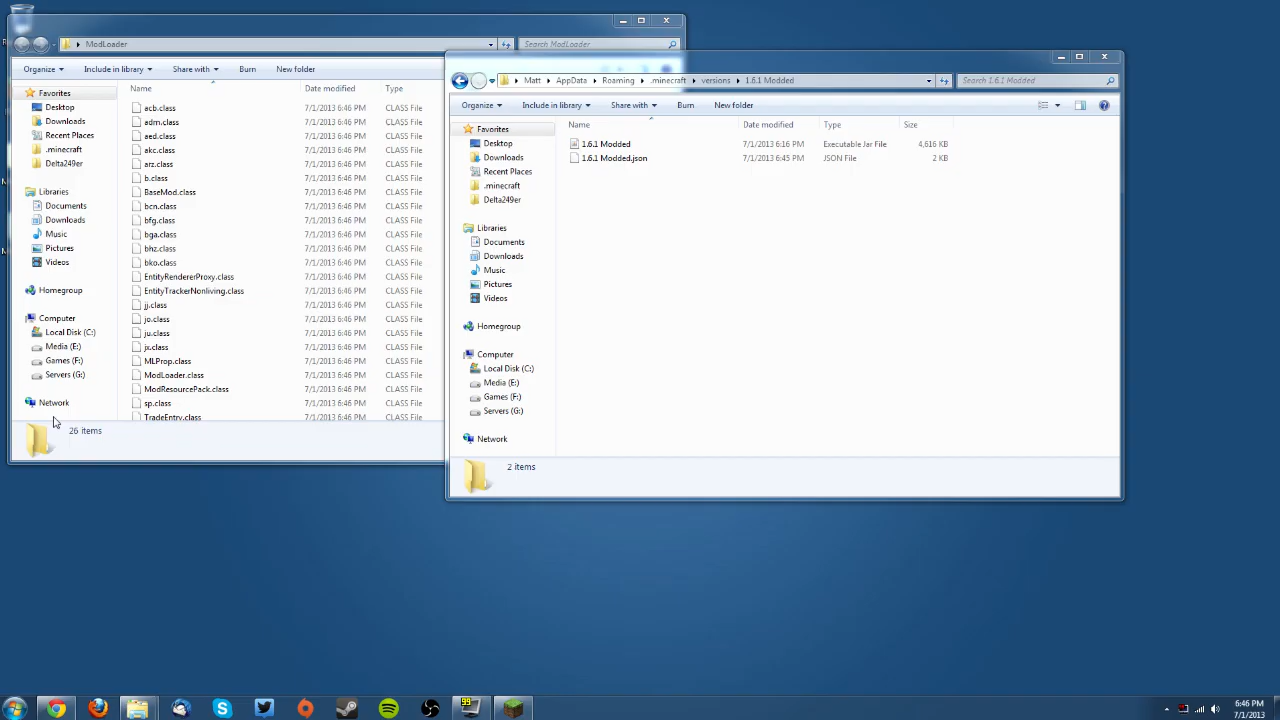 ModLoader
Search ModLoader
Organize
Include in library
Share with
Burn
New folder
Favorites
Desktop
Downloads
Recent Places
.minecraft
Delta249er
Libraries
Documents
Downloads
Music
Pictures
Videos
Homegroup
Computer
Local Disk (C:)
Media (E:)
Games (F:)
Servers (G:)
Network
Name
Date modified
Type
acb.class 7/1/2013 6:46 PM CLASS File
adm.class 7/1/2013 6:46 PM CLASS File
aed.class 7/1/2013 6:46 PM CLASS File
akc.class 7/1/2013 6:46 PM CLASS File
arz.class 7/1/2013 6:46 PM CLASS File
b.class 7/1/2013 6:46 PM CLASS File
BaseMod.class 7/1/2013 6:46 PM CLASS File
bcn.class 7/1/2013 6:46 PM CLASS File
bfg.class 7/1/2013 6:46 PM CLASS File
bga.class 7/1/2013 6:46 PM CLASS File
bhz.class 7/1/2013 6:46 PM CLASS File
bko.class 7/1/2013 6:46 PM CLASS File
EntityRendererProxy.class 7/1/2013 6:46 PM CLASS File
EntityTrackerNonliving.class 7/1/2013 6:46 PM CLASS File
jj.class 7/1/2013 6:46 PM CLASS File
jo.class 7/1/2013 6:46 PM CLASS File
ju.class 7/1/2013 6:46 PM CLASS File
jx.class 7/1/2013 6:46 PM CLASS File
MLProp.class 7/1/2013 6:46 PM CLASS File
ModLoader.class 7/1/2013 6:46 PM CLASS File
ModResourcePack.class 7/1/2013 6:46 PM CLASS File
sp.class 7/1/2013 6:46 PM CLASS File
TradeEntry.class 7/1/2013 6:46 PM CLASS File
26 items
Matt AppData Roaming .minecraft versions 1.6.1 Modded
Search 1.6.1 Modded
Organize
Include in library
Share with
Burn
New folder
Favorites
Desktop
Downloads
Recent Places
.minecraft
Delta249er
Libraries
Documents
Downloads
Music
Pictures
Videos
Homegroup
Computer
Local Disk (C:)
Media (E:)
Games (F:)
Servers (G:)
Network
Name
Date modified
Type
Size
1.6.1 Modded 7/1/2013 6:16 PM Executable Jar File 4,616 KB
1.6.1 Modded.json 7/1/2013 6:45 PM JSON File 2 KB
2 items
99
6:46 PM
7/1/2013